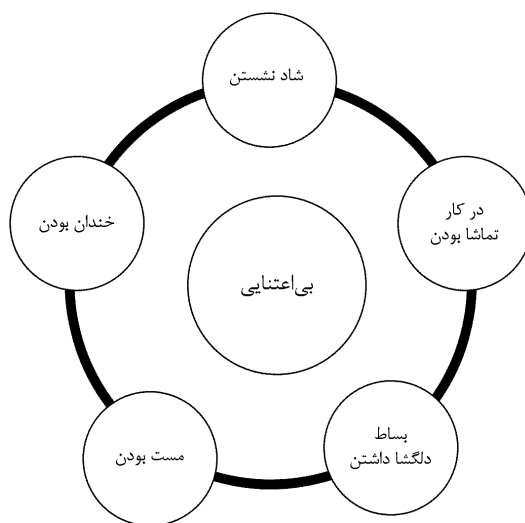 شاد نشستن
در کار
تماشا بودن
خندان بودن
بی‌اعتنایی
بساط
دلگشا داشتن
مست بودن